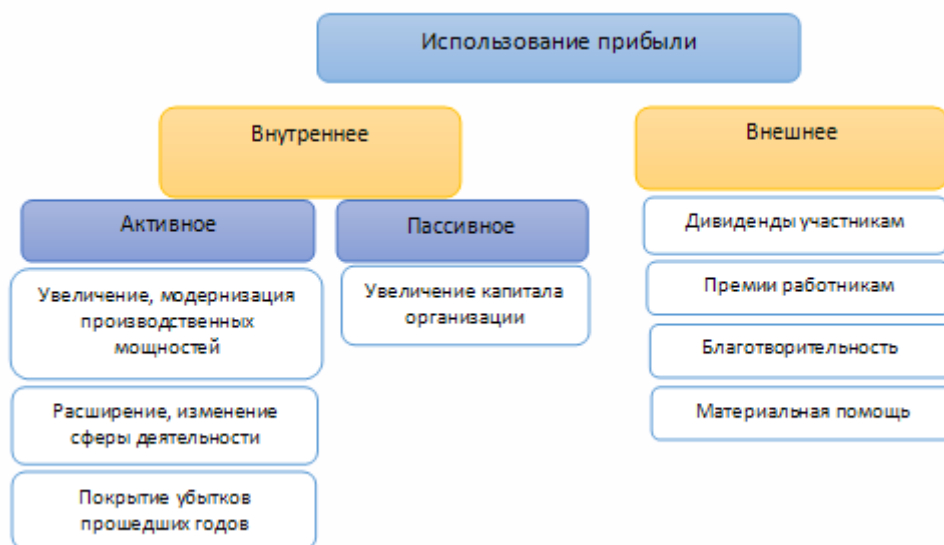 Использование прибыли
Внутреннее
Внешнее
Активное
Пассивное
Увеличение, модернизация
производственных
мощностей
Расширение, изменение
сферы деятельности
Покрытие убытков
прошедших годов
Увеличение капитала
организации
Дивиденды участникам
Премии работникам
Благотворительность
Материальная помощь